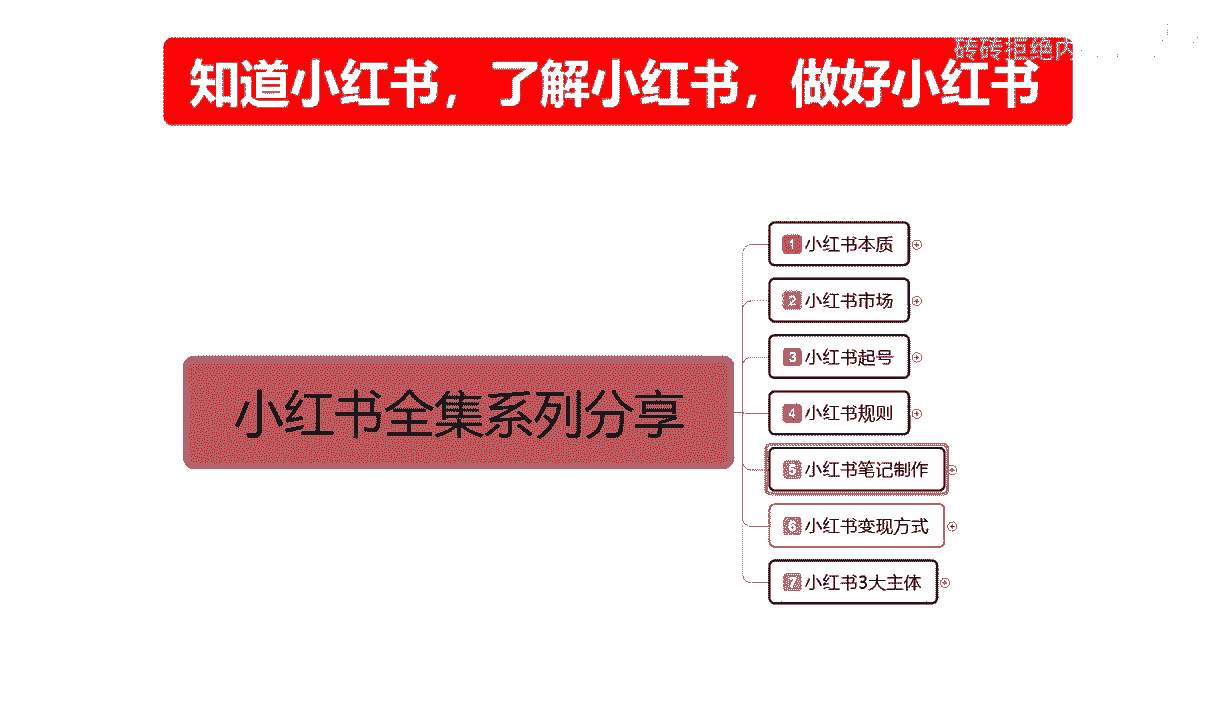 砖砖拒绝内
知道小红书，了解小红书，做好小红书
小红书全集系列分享
1 小红书本质
2 小红书市场
3 小红书起号
4 小红书规则
5 小红书笔记制作
6 小红书变现方式
7 小红书3大主体